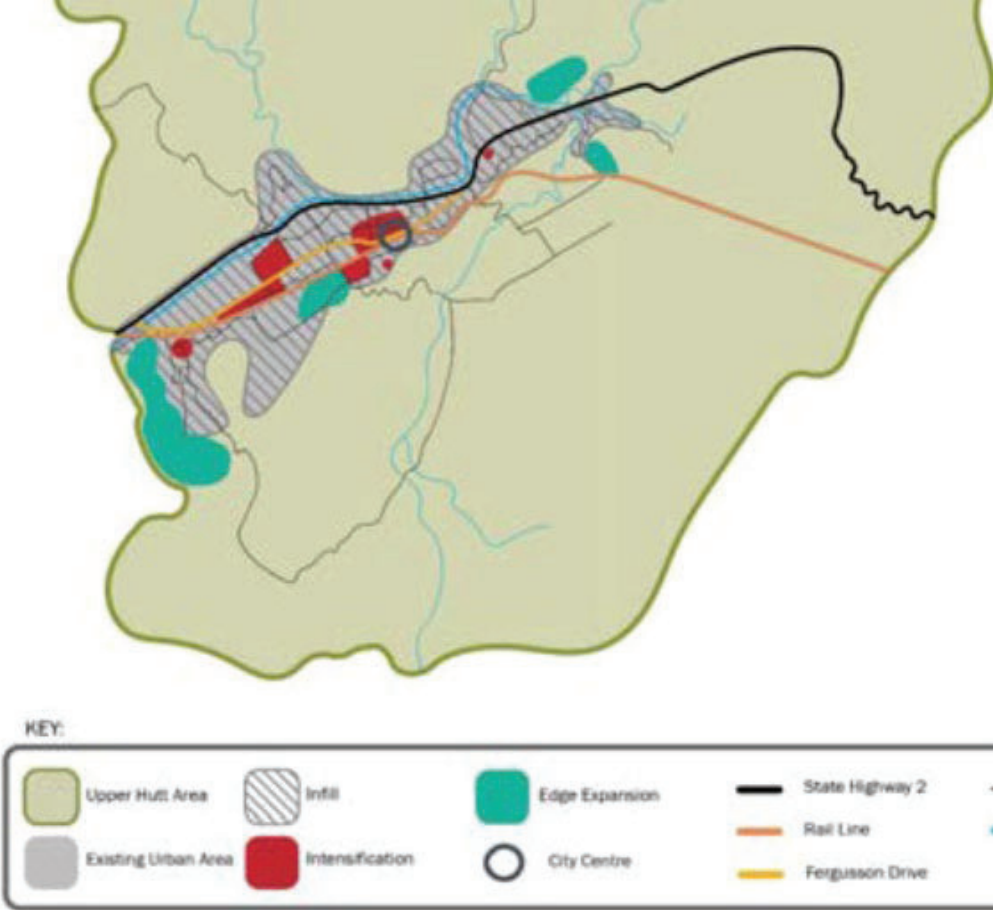 KEY:
Upper Hutt Area
Infill
Edge Expansion
State Highway 2
Rail Line
Existing Urban Area
Intensification
City Centre
Fergusson Drive